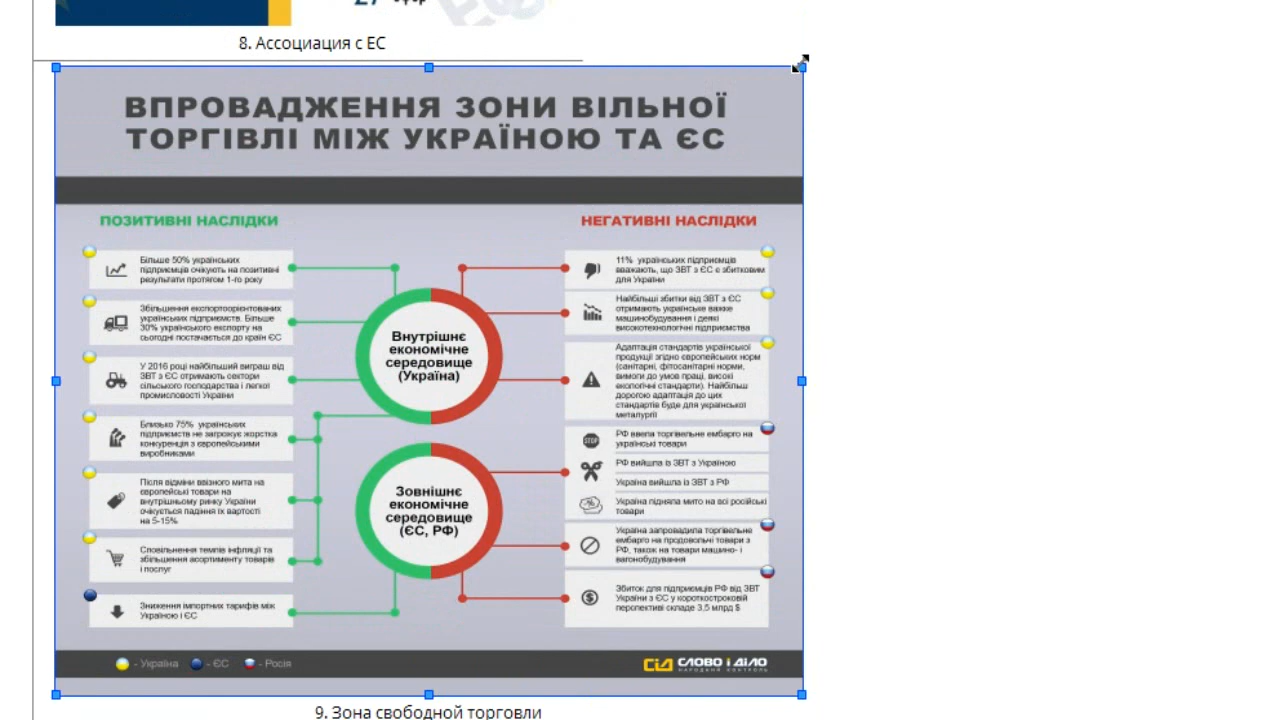 8. Ассоциация с ЕС
ВПРОВАДЖЕННЯ ЗОНИ ВІЛЬНОЇ
ТОРГІВЛІ МІЖ УКРАЇНОЮ ТА ЄС
ПОЗИТИВНІ НАСЛІДКИ
Більше 50% українських
підприємців очікують на позитивні
результати протягом 1-го року
Збільшення експортоорієнтованих
українських підприємств. Більше
30% українського експорту на
сьогодні постачається до країн ЄС
У 2016 році найбільший виграш від
ЗВТ з ЄС отримають сектори
сільського господарства і легкої
промисловості України
Близько 75% українських
підприємств не загрожує жорстка
конкуренція з європейськими
виробниками
Після відміни ввізного мита на
європейські товари на
внутрішньому ринку України
очікується падіння їх вартості
на 5-15%
Сповільнення темпів інфляції та
збільшення асортименту товарів
і послуг
Зниження імпортних тарифів між
Україною і ЄС
Внутрішнє
економічне
середовище
(Україна)
Зовнішнє
економічне
середовище
(ЄС, РФ)
НЕГАТИВНІ НАСЛІДКИ
11% українських підприємців
вважають, що ЗВТ з ЄС є збитковим
для України
Найбільші збитки від ЗВТ з ЄС
отримають українське важке
машинобудування і деякі
високотехнологічні підприємства
Адаптація стандартів української
продукції згідно європейських норм
(санітарні, фітосанітарні норми,
вимоги до умов праці, високі
екологічні стандарти). Найбільш
дорогою адаптація до цих
стандартів буде для української
металургії
STOP
РФ ввела торгівельне ембарго на
українські товари
РФ вийшла із ЗВТ з Україною
Україна вийшла із ЗВТ з РФ
%
Україна підняла мито на всі російські
товари
Україна запровадила торгівельне
ембарго на продовольчі товари з
РФ, також на товари машино- і
вагонобудування
$
Збиток для підприємців РФ від ЗВТ
України з ЄС у короткостроковій
перспективі складе 3,5 млрд $
- Україна - ЄС - Росія
СІД СЛОВО І ДІЛО
НАРОДНИЙ КОНТРОЛЬ
9. Зона свободной торговли